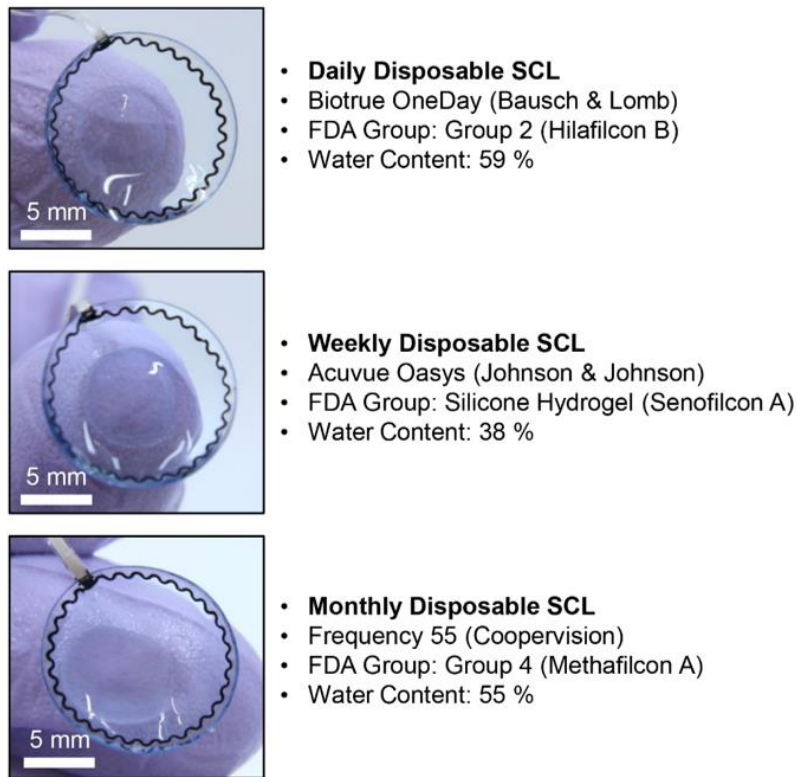 • Daily Disposable SCL
• Biotrue OneDay (Bausch & Lomb)
• FDA Group: Group 2 (Hilafilcon B)
• Water Content: 59 %
5 mm
• Weekly Disposable SCL
• Acuvue Oasys (Johnson & Johnson)
• FDA Group: Silicone Hydrogel (Senofilcon A)
• Water Content: 38 %
5 mm
• Monthly Disposable SCL
• Frequency 55 (Coopervision)
• FDA Group: Group 4 (Methafilcon A)
• Water Content: 55 %
5 mm